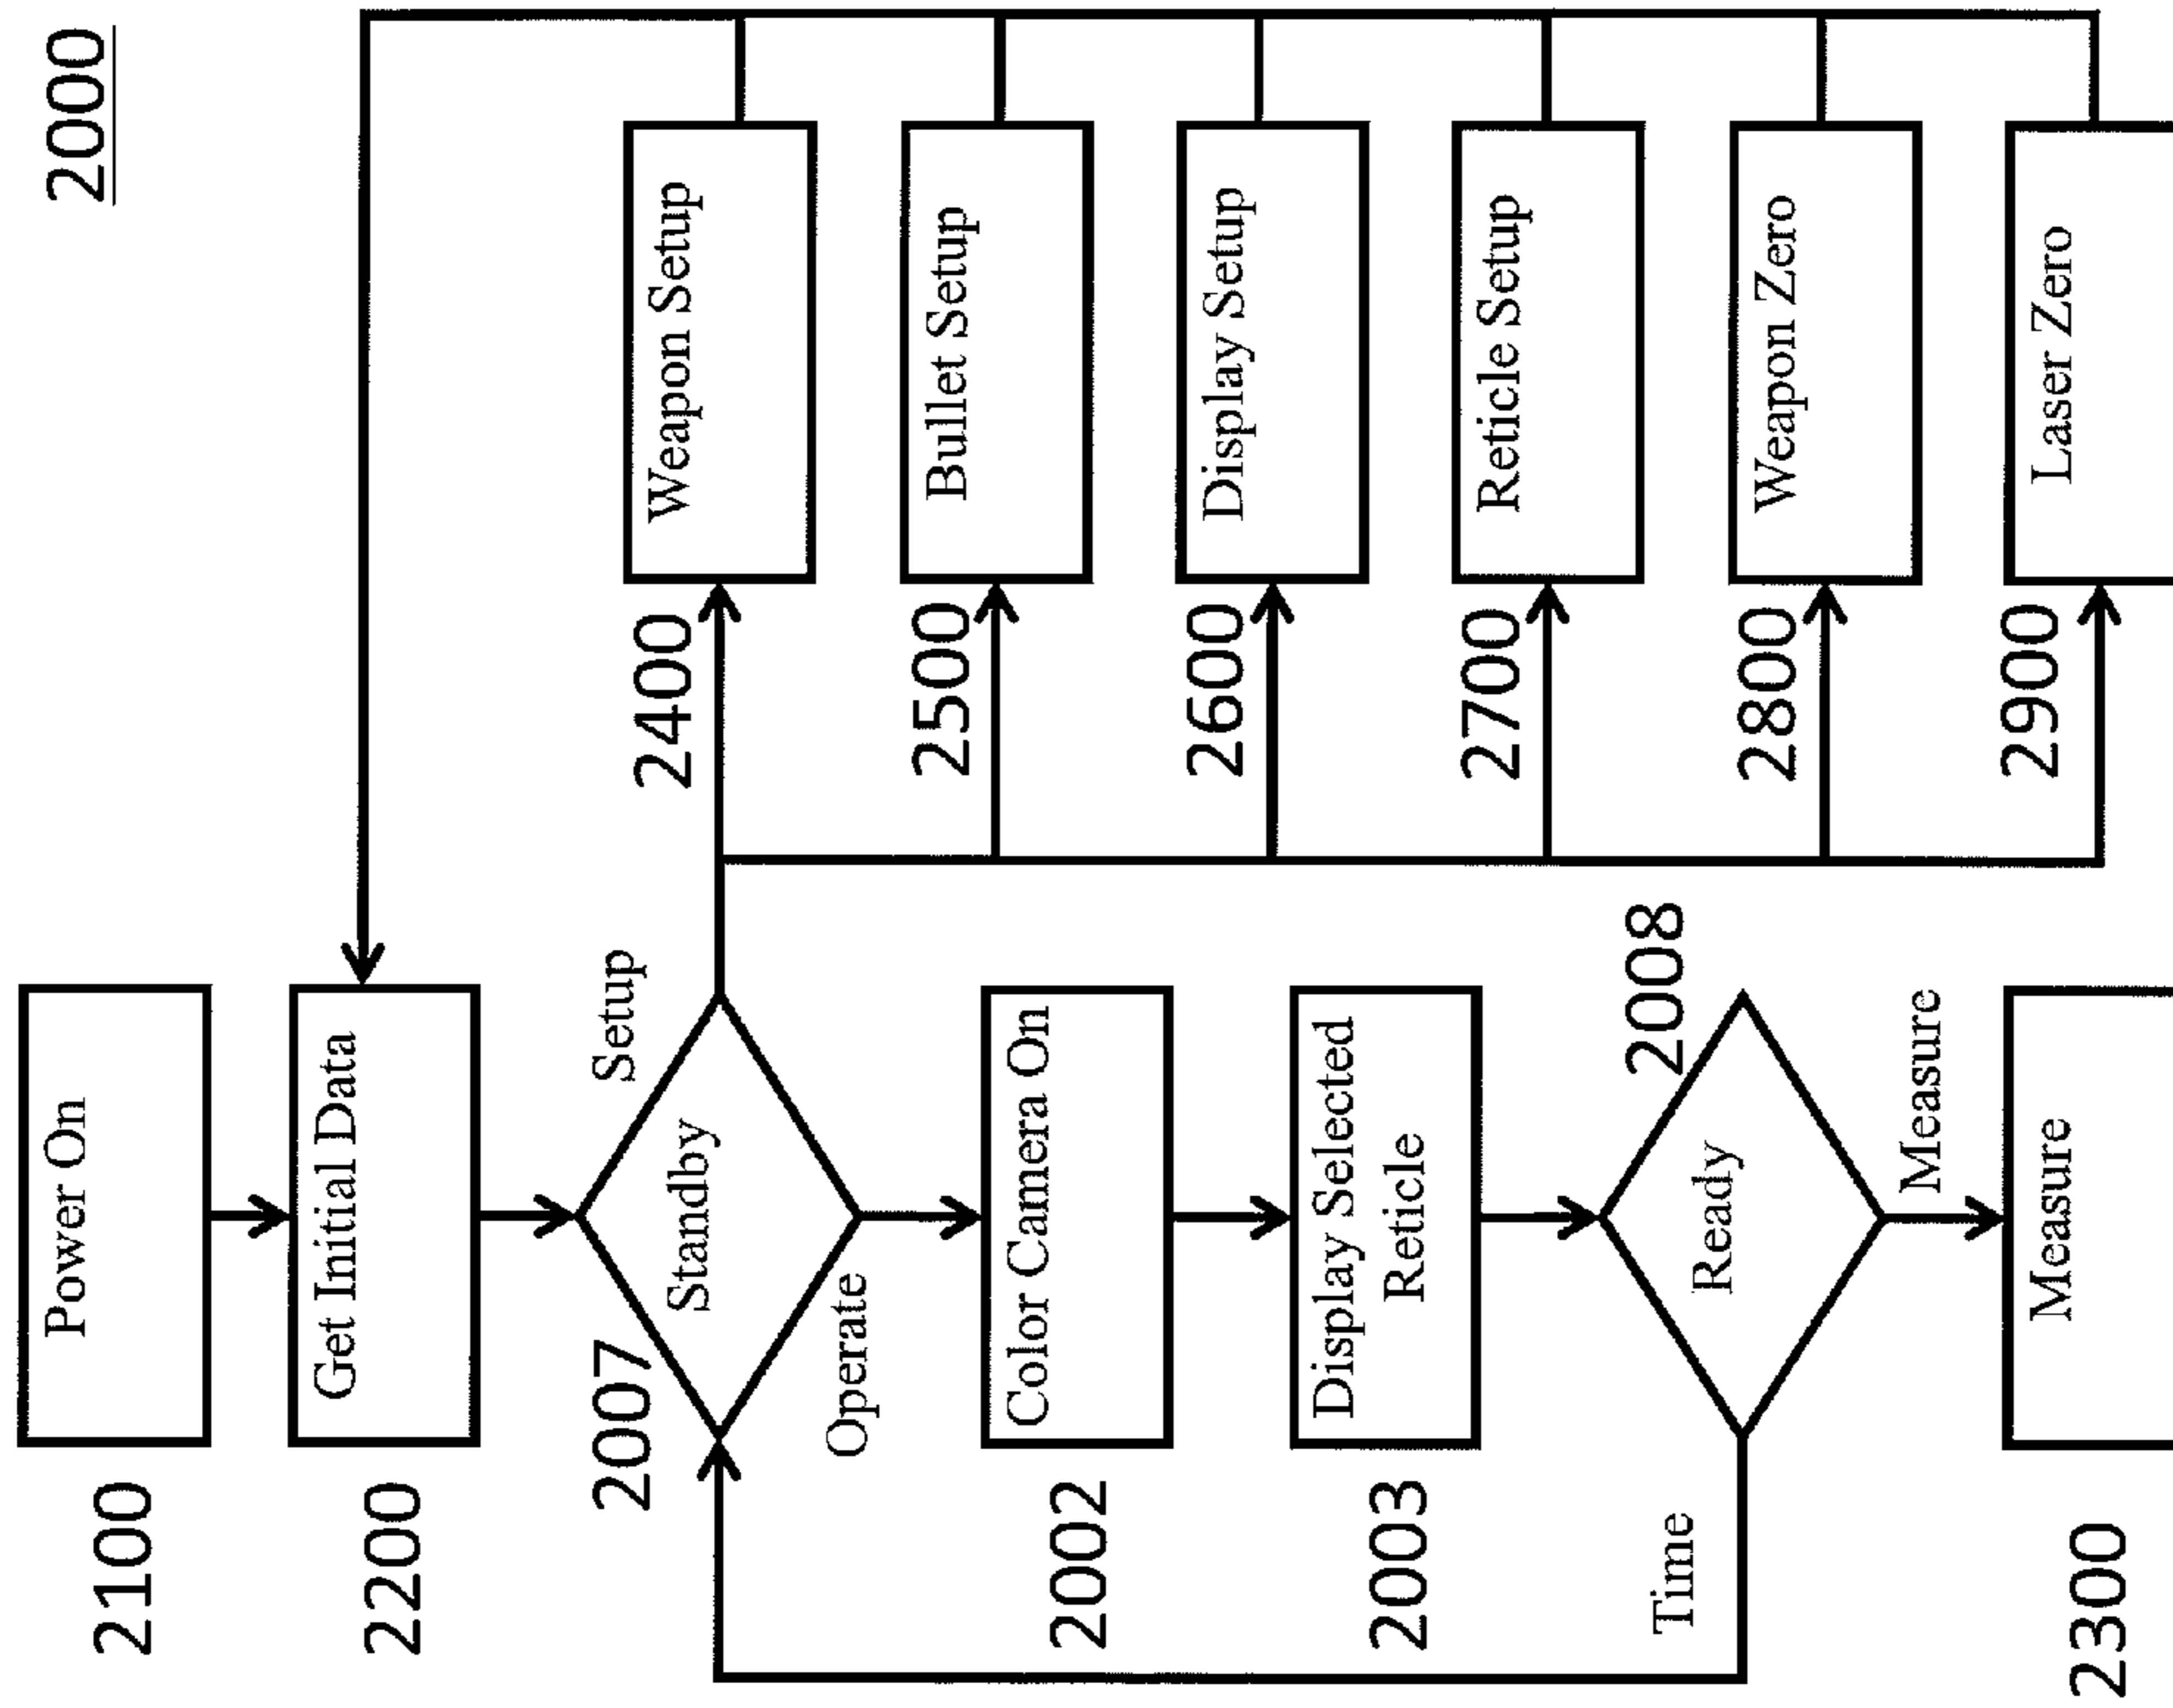 2000
2100
Power On
2200
Get Initial Data
2007
Standby
Setup
Operate
2002
Color Camera On
2003
Display Selected
Reticle
2008
Ready
Time
Measure
2300
Measure
2400
Weapon Setup
2500
Bullet Setup
2600
Display Setup
2700
Reticle Setup
2800
Weapon Zero
2900
Laser Zero